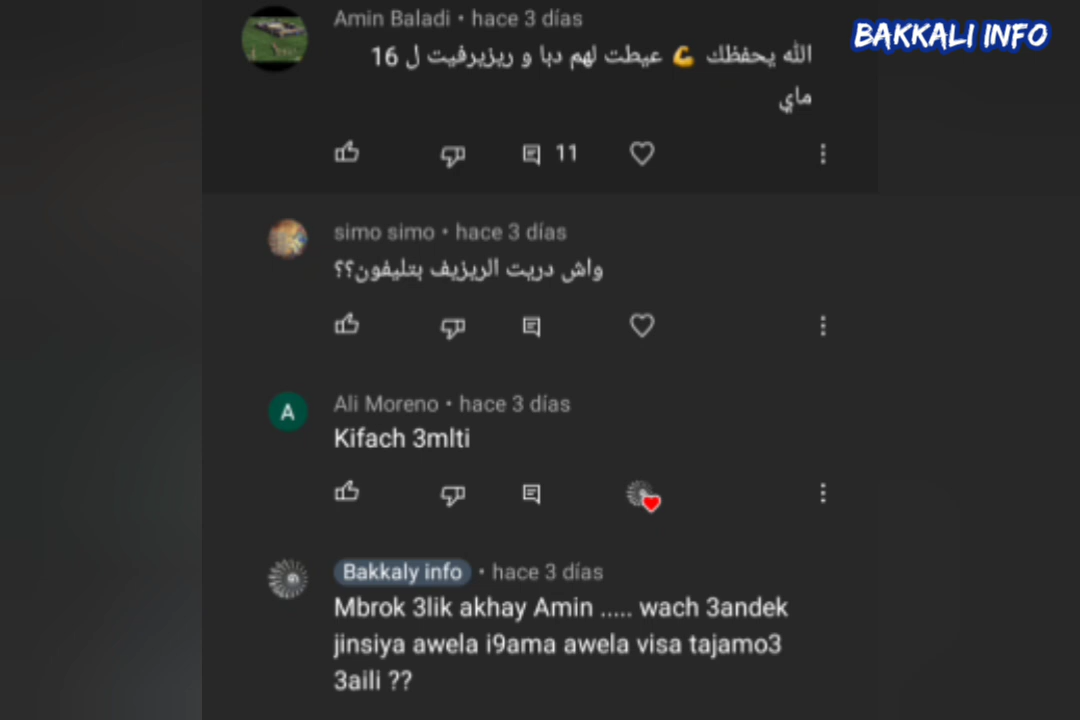 BAKKALI INFO
Amin Baladi • hace 3 días
الله يحفظك 💪 عيطت لهم دبا و ريزيرفيت ل 16
ماي
11
simo simo • hace 3 días
واش دريت الريزيف بتليفون؟؟
A
Ali Moreno • hace 3 días
Kifach 3mlti
Bakkaly info • hace 3 días
Mbrok 3lik akhay Amin ..... wach 3andek
jinsiya awela i9ama awela visa tajamo3
3aili ??